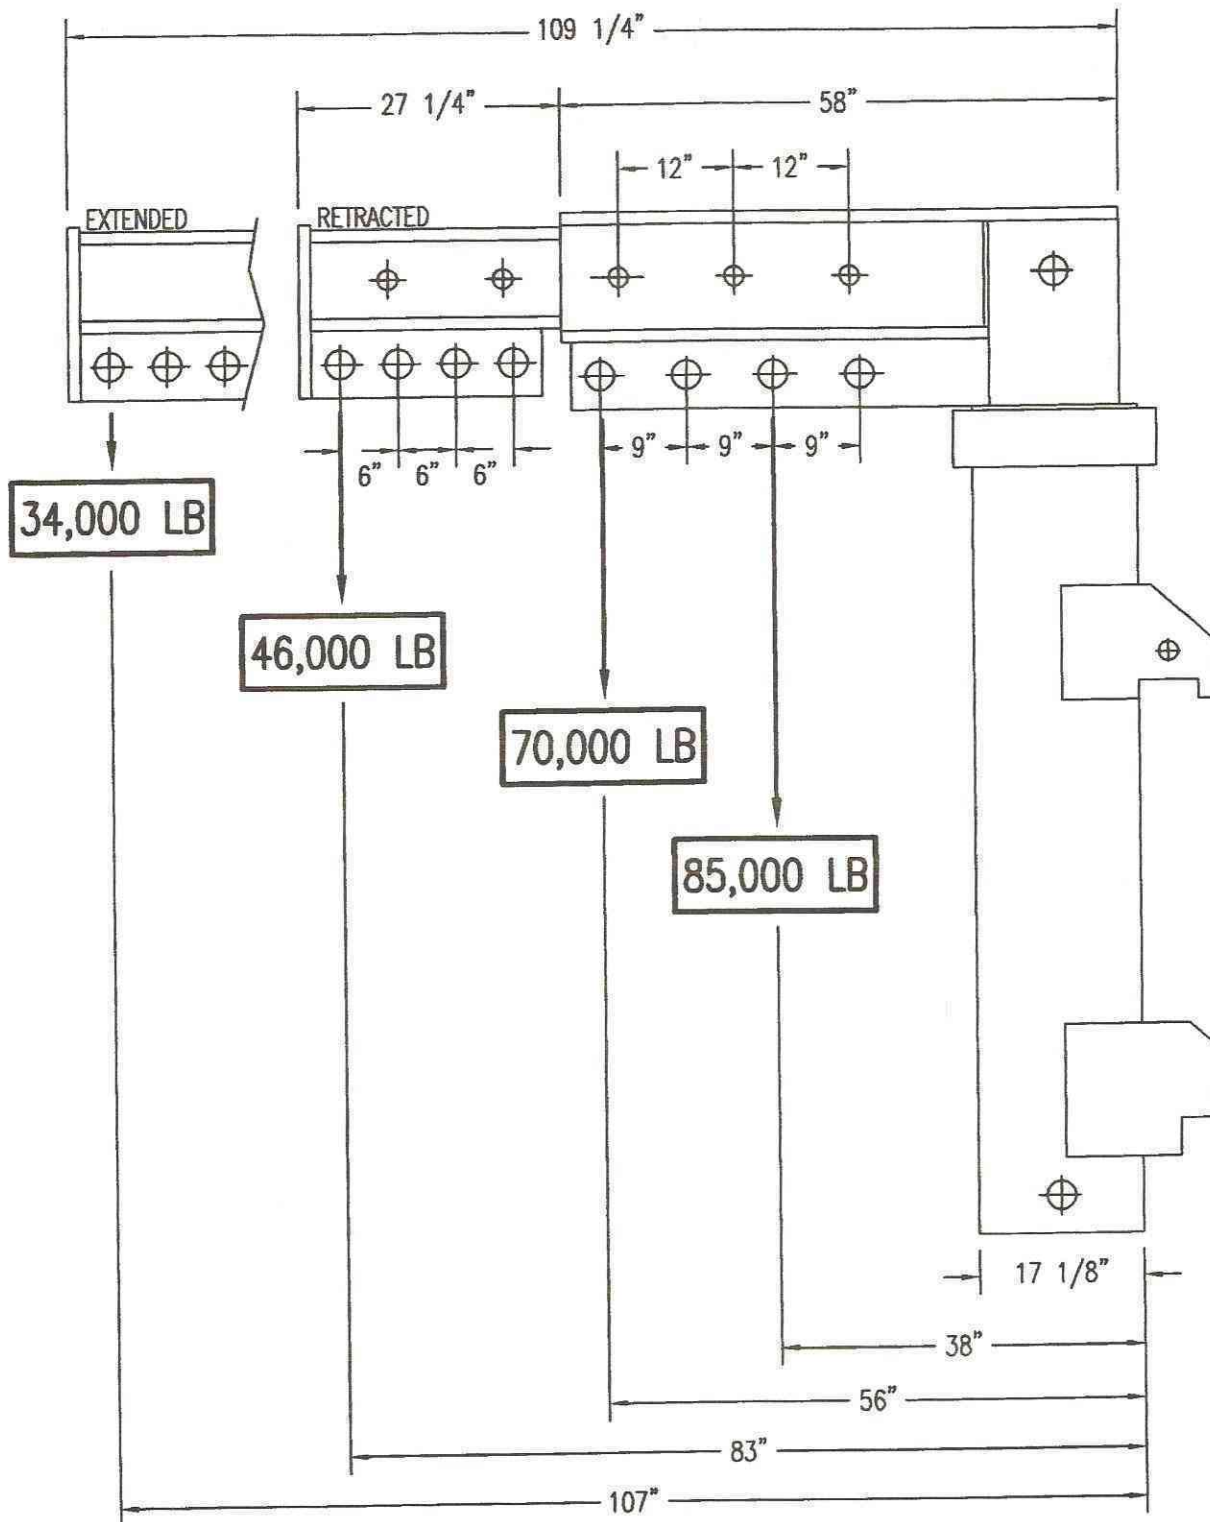 109 1/4"
27 1/4"
58"
12"
12"
EXTENDED
RETRACTED
6"
6"
6"
9"
9"
9"
34,000 LB
46,000 LB
70,000 LB
85,000 LB
17 1/8"
38"
56"
83"
107"